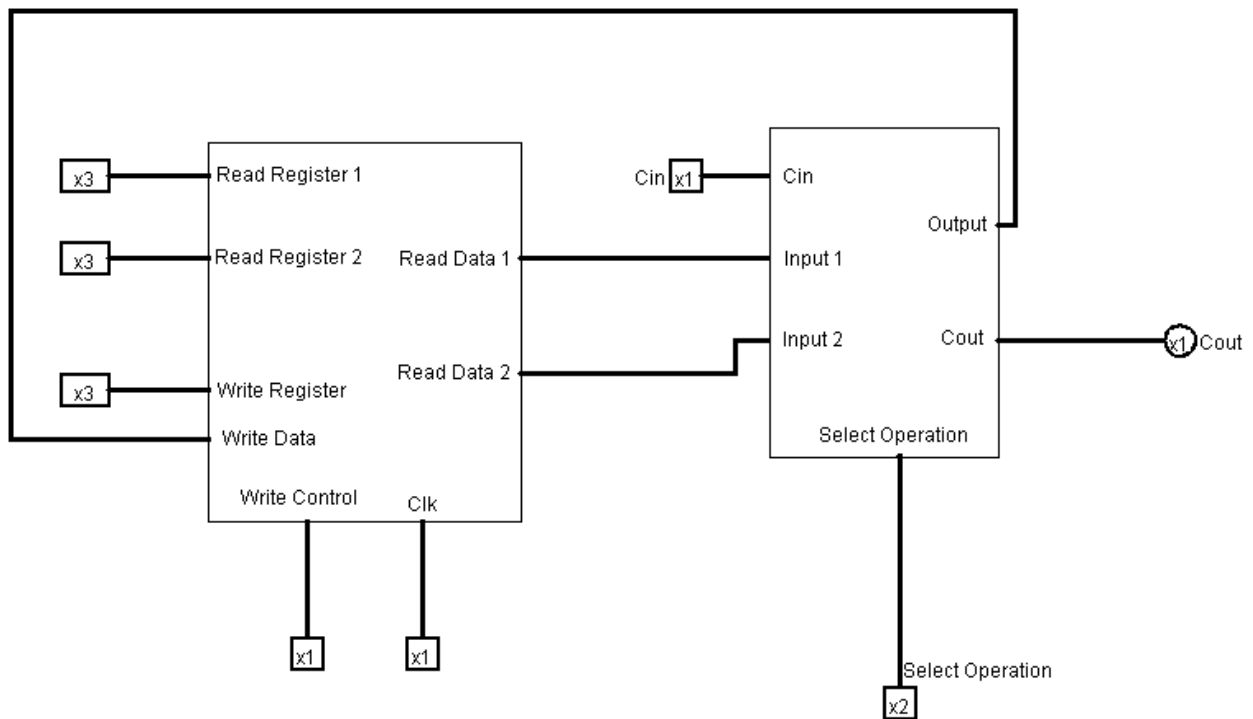 x3
Read Register 1
Cin x1
Cin
Output
x3
Read Register 2
Read Data 1
Input 1
Input 2
Cout
x1 Cout
Read Data 2
x3
Write Register
Write Data
Select Operation
Write Control
Clk
x1
x1
Select Operation
x2